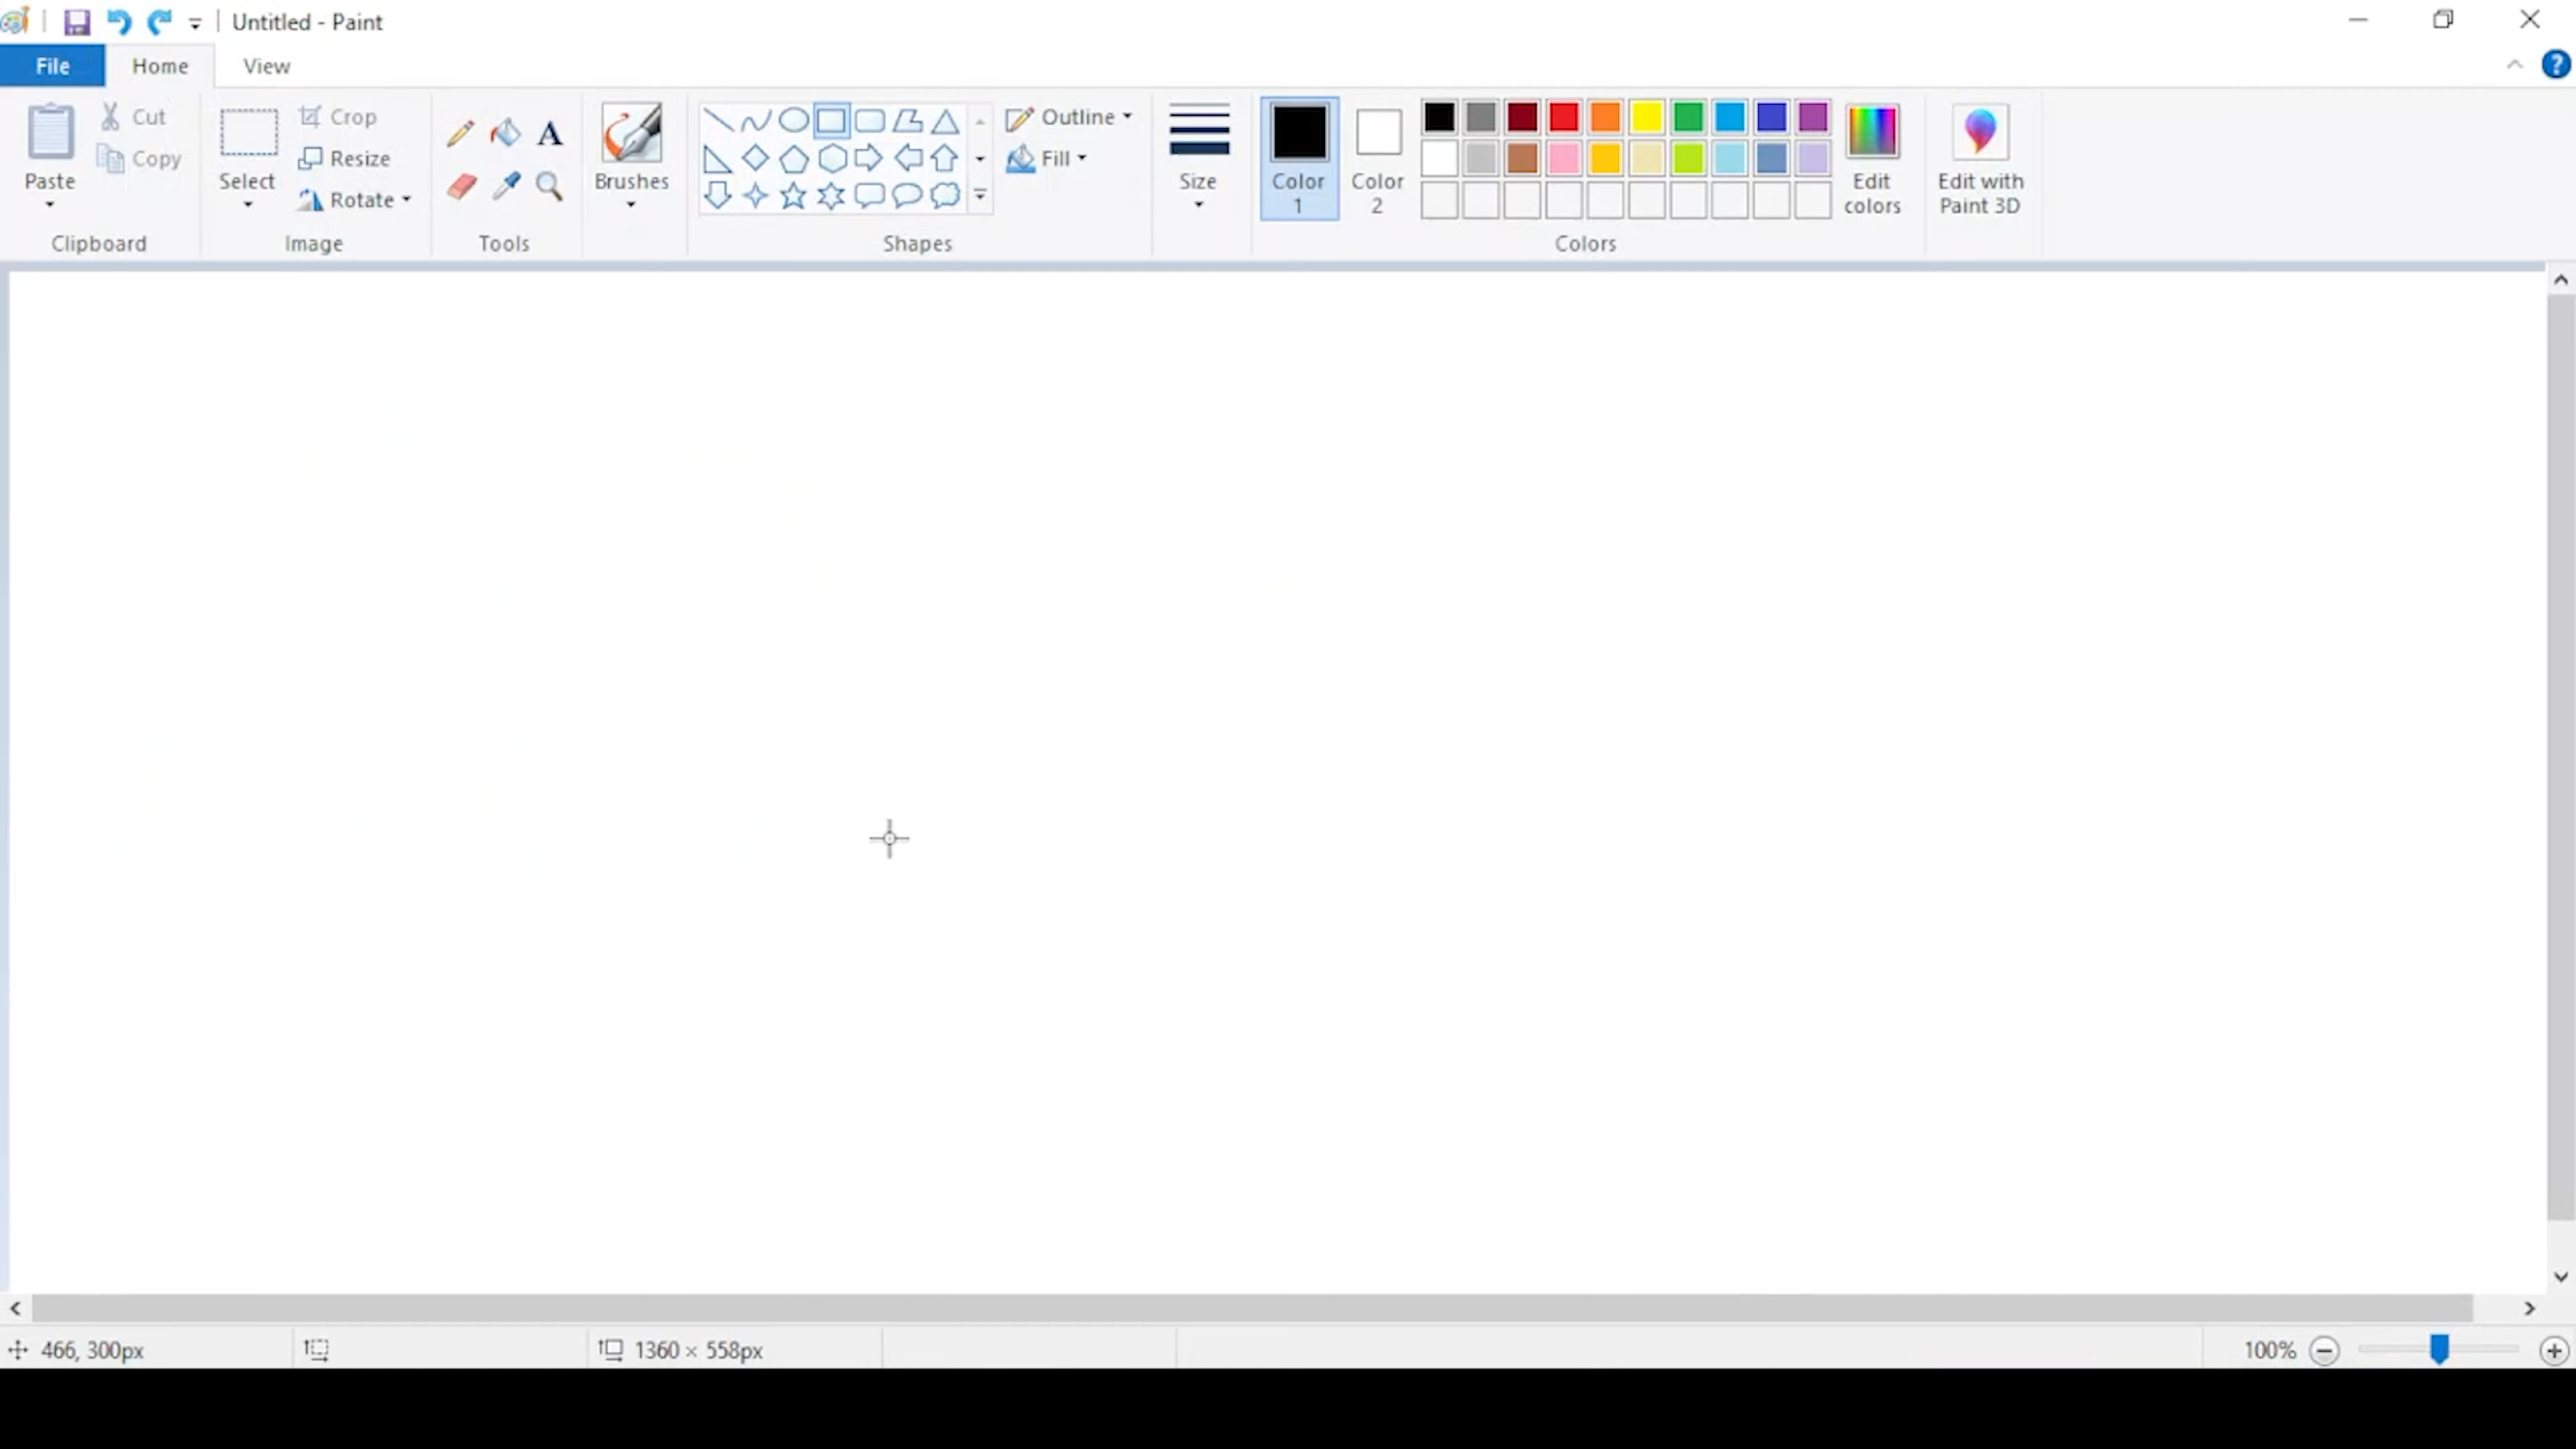 Untitled - Paint
File Home View
Cut Crop Outline
Copy Resize Fill
Paste Select Rotate Brushes Size Color 1 Color 2 Edit colors Edit with Paint 3D
Clipboard Image Tools Shapes Colors
466, 300px 1360 × 558px 100%